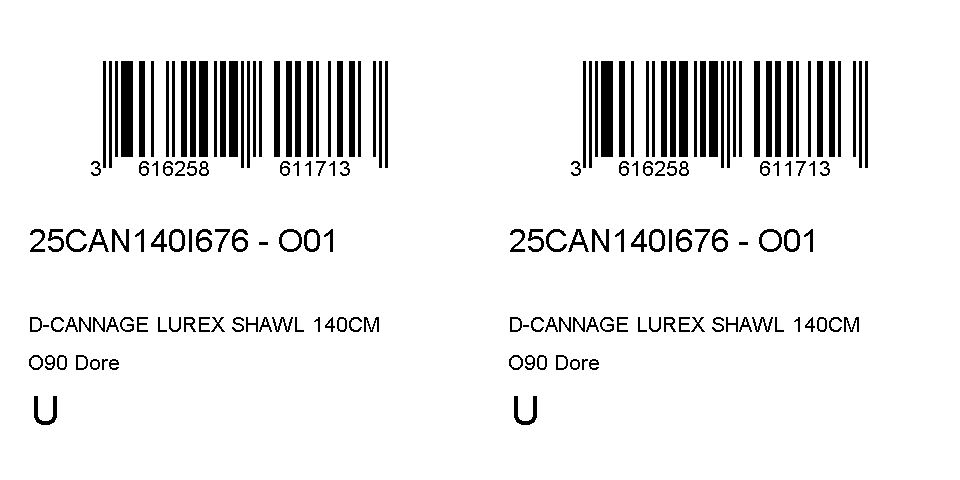 3 616258 611713
3 616258 611713
25CAN140I676 - O01
25CAN140I676 - O01
D-CANNAGE LUREX SHAWL 140CM
D-CANNAGE LUREX SHAWL 140CM
O90 Dore
O90 Dore
U
U